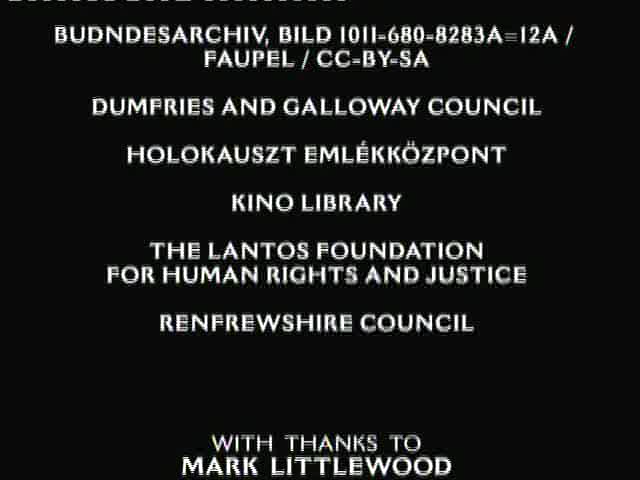 BUDNDESARCHIV, BILD 101I-680-8283A=12A /
FAUPEL / CC-BY-SA
DUMFRIES AND GALLOWAY COUNCIL
HOLOKAUSZT EMLÉKKÖZPONT
KINO LIBRARY
THE LANTOS FOUNDATION
FOR HUMAN RIGHTS AND JUSTICE
RENFREWSHIRE COUNCIL
WITH THANKS TO
MARK LITTLEWOOD